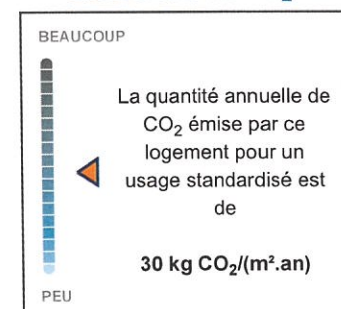 BEAUCOUP
La quantité annuelle de
CO₂ émise par ce
logement pour un
usage standardisé est
de
30 kg CO₂/(m².an)
PEU